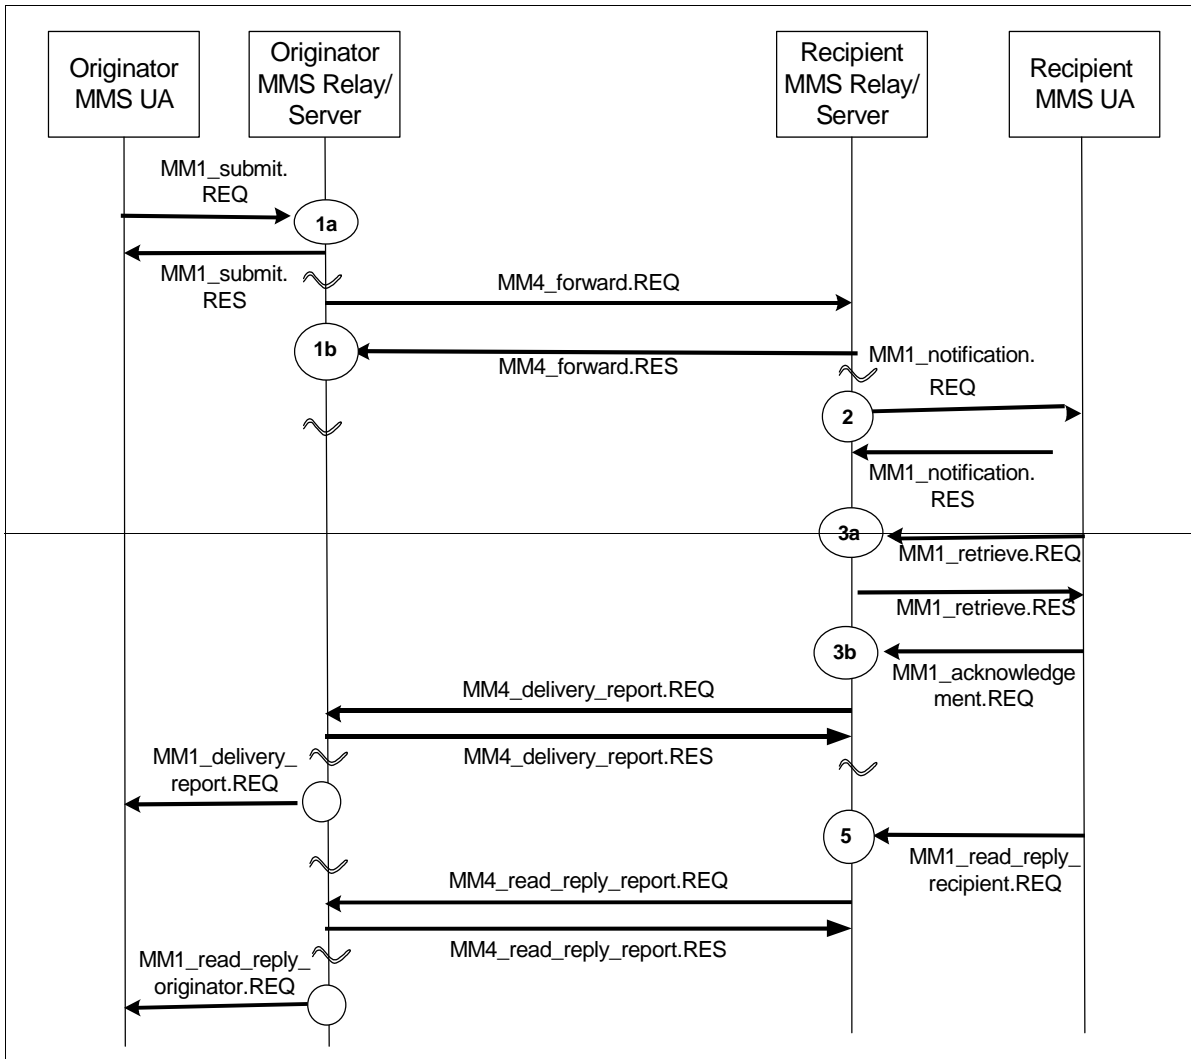 Originator
MMS UA
Originator
MMS Relay/
Server
Recipient
MMS Relay/
Server
Recipient
MMS UA
MM1_submit.
REQ
1a
MM1_submit.
RES
MM4_forward.REQ
1b
MM4_forward.RES
MM1_notification.
REQ
2
MM1_notification.
RES
3a
MM1_retrieve.REQ
MM1_retrieve.RES
3b
MM1_acknowledge
ment.REQ
MM4_delivery_report.REQ
MM4_delivery_report.RES
MM1_delivery_
report.REQ
5
MM1_read_reply_
recipient.REQ
MM4_read_reply_report.REQ
MM4_read_reply_report.RES
MM1_read_reply_
originator.REQ